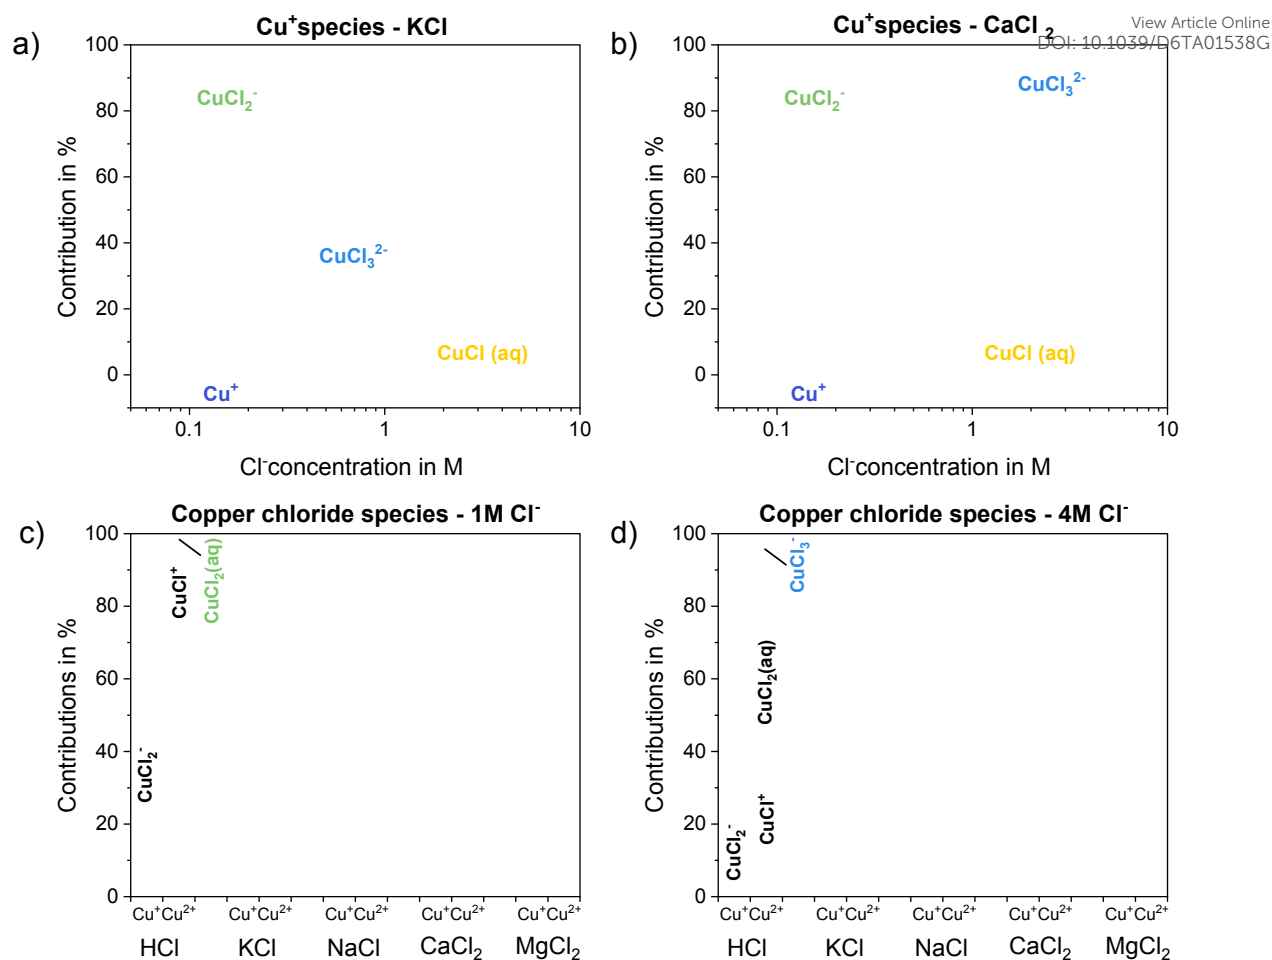 View Article Online
DOI: 10.1039/D6TA01538G
a)
Cu⁺species - KCl
Contribution in %
100
80
60
40
20
0
CuCl₂⁻
CuCl₃²⁻
CuCl (aq)
Cu⁺
0.1 1 10
Cl⁻concentration in M
b)
Cu⁺species - CaCl₂
Contribution in %
100
80
60
40
20
0
CuCl₂⁻
CuCl₃²⁻
CuCl (aq)
Cu⁺
0.1 1 10
Cl⁻concentration in M
c)
Copper chloride species - 1M Cl⁻
Contributions in %
100
80
60
40
20
0
CuCl₂⁻
CuCl⁺
CuCl₂(aq)
Cu⁺Cu²⁺ Cu⁺Cu²⁺ Cu⁺Cu²⁺ Cu⁺Cu²⁺ Cu⁺Cu²⁺
HCl KCl NaCl CaCl₂ MgCl₂
d)
Copper chloride species - 4M Cl⁻
Contributions in %
100
80
60
40
20
0
CuCl₂⁻
CuCl⁺
CuCl₂(aq)
CuCl₃⁻
Cu⁺Cu²⁺ Cu⁺Cu²⁺ Cu⁺Cu²⁺ Cu⁺Cu²⁺ Cu⁺Cu²⁺
HCl KCl NaCl CaCl₂ MgCl₂